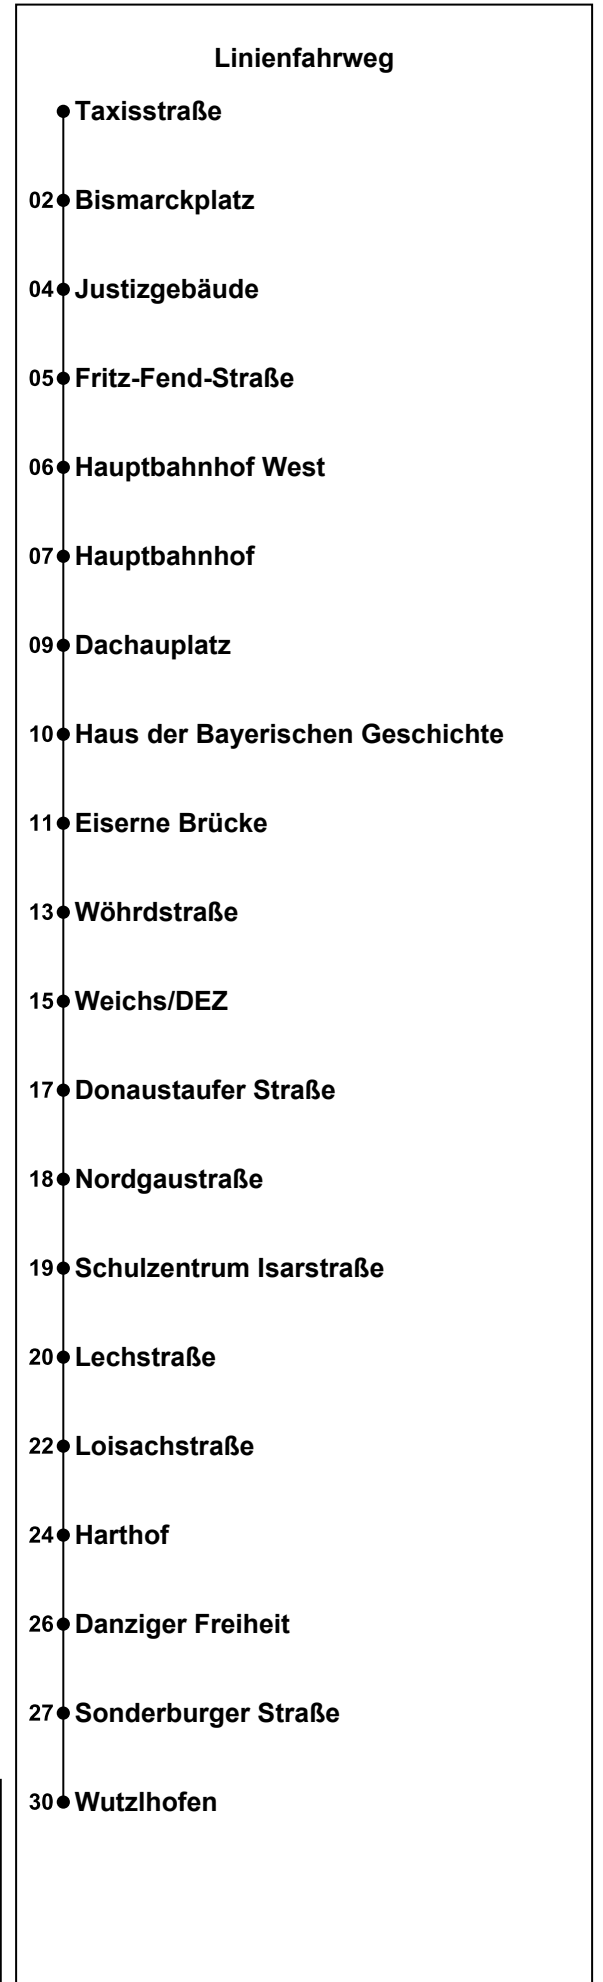 Linienfahrweg
Taxisstraße
02 Bismarckplatz
04 Justizgebäude
05 Fritz-Fend-Straße
06 Hauptbahnhof West
07 Hauptbahnhof
09 Dachauplatz
10 Haus der Bayerischen Geschichte
11 Eiserne Brücke
13 Wöhrdstraße
15 Weichs/DEZ
17 Donaustaufer Straße
18 Nordgaustraße
19 Schulzentrum Isarstraße
20 Lechstraße
22 Loisachstraße
24 Harthof
26 Danziger Freiheit
27 Sonderburger Straße
30 Wutzlhofen